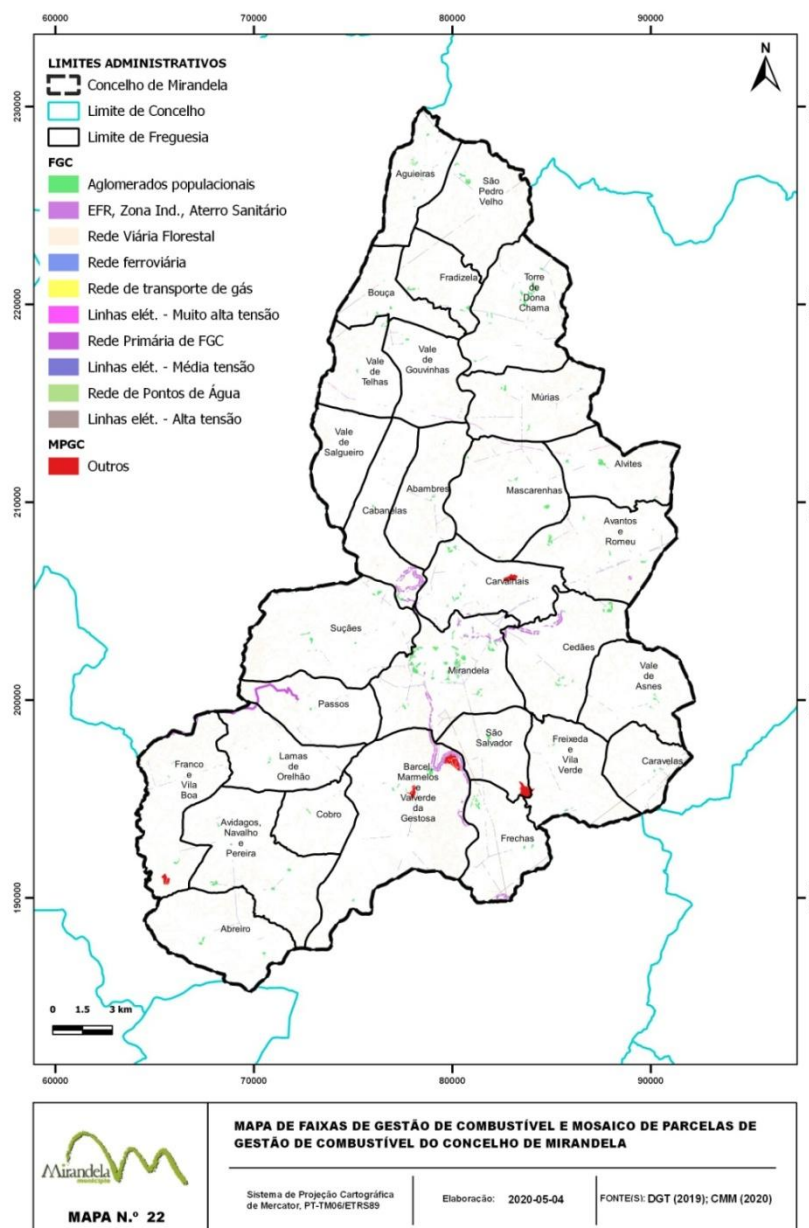 60000 70000 80000 90000
LIMITES ADMINISTRATIVOS
Concelho de Mirandela
Limite de Concelho
Limite de Freguesia
FGC
Aglomerados populacionais
EFR, Zona Ind., Aterro Sanitário
Rede Viária Florestal
Rede ferroviária
Rede de transporte de gás
Linhas elét. - Muito alta tensão
Rede Primária de FGC
Linhas elét. - Média tensão
Rede de Pontos de Água
Linhas elét. - Alta tensão
MPGC
Outros
N
230000
220000
210000
200000
190000
230000
220000
210000
200000
190000
Aguieiras
São
Pedro
Velho
Fradizela
Torre
de
Dona
Chama
Bouça
Vale
de
Telhas
Vale
de
Gouvinhas
Múrias
Vale
de
Salgueiro
Abambres
Cabanelas
Mascarenhas
Alvites
Avantos
e
Romeu
Carvalhais
Suçães
Mirandela
Cedães
Vale
de
Asnes
Passos
São
Salvador
Freixeda
e
Vila
Verde
Caravelas
Franco
e
Vila
Boa
Lamas
de
Orelhão
Barcel,
Marmelos
e
Valverde
da
Gestosa
Avidagos,
Navalho
e
Pereira
Cobro
Frechas
Abreiro
0 1.5 3 km
60000 70000 80000 90000
Mirandela
município
MAPA N.º 22
MAPA DE FAIXAS DE GESTÃO DE COMBUSTÍVEL E MOSAICO DE PARCELAS DE
GESTÃO DE COMBUSTÍVEL DO CONCELHO DE MIRANDELA
Sistema de Projeção Cartográfica
de Mercator, PT-TM06/ETRS89
Elaboração: 2020-05-04
FONTE(S): DGT (2019); CMM (2020)